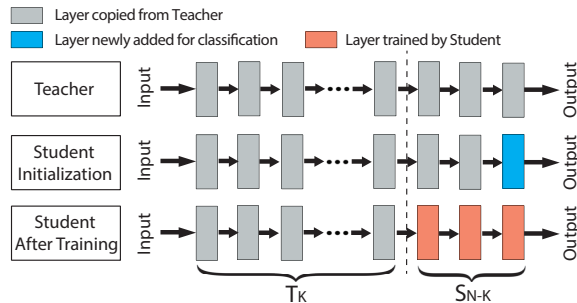 Layer copied from Teacher
Layer newly added for classification
Layer trained by Student
Teacher
Input
Output
Student
Initialization
Input
Output
Student
After Training
Input
Output
TK
SN-K